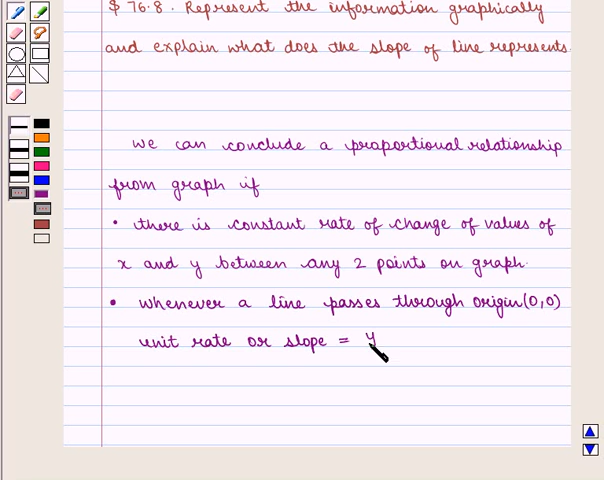 $ 76.8. Represent the information graphically
and explain what does the slope of line represents.
we can conclude a proportional relationship
from graph if
• there is constant rate of change of values of
x and y between any 2 points on graph.
• whenever a line passes through origin (0,0)
unit rate or slope = y